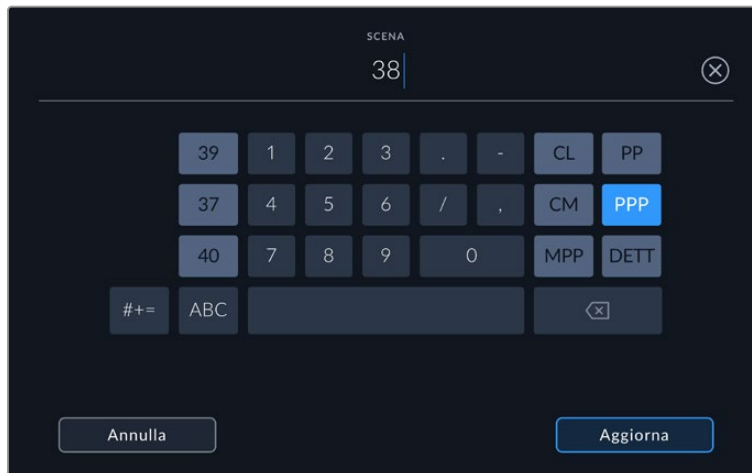 SCENA
38
39 1 2 3 . - CL PP
37 4 5 6 / , CM PPP
40 7 8 9 0 MPP DETT
#+= ABC
Annulla Aggiorna